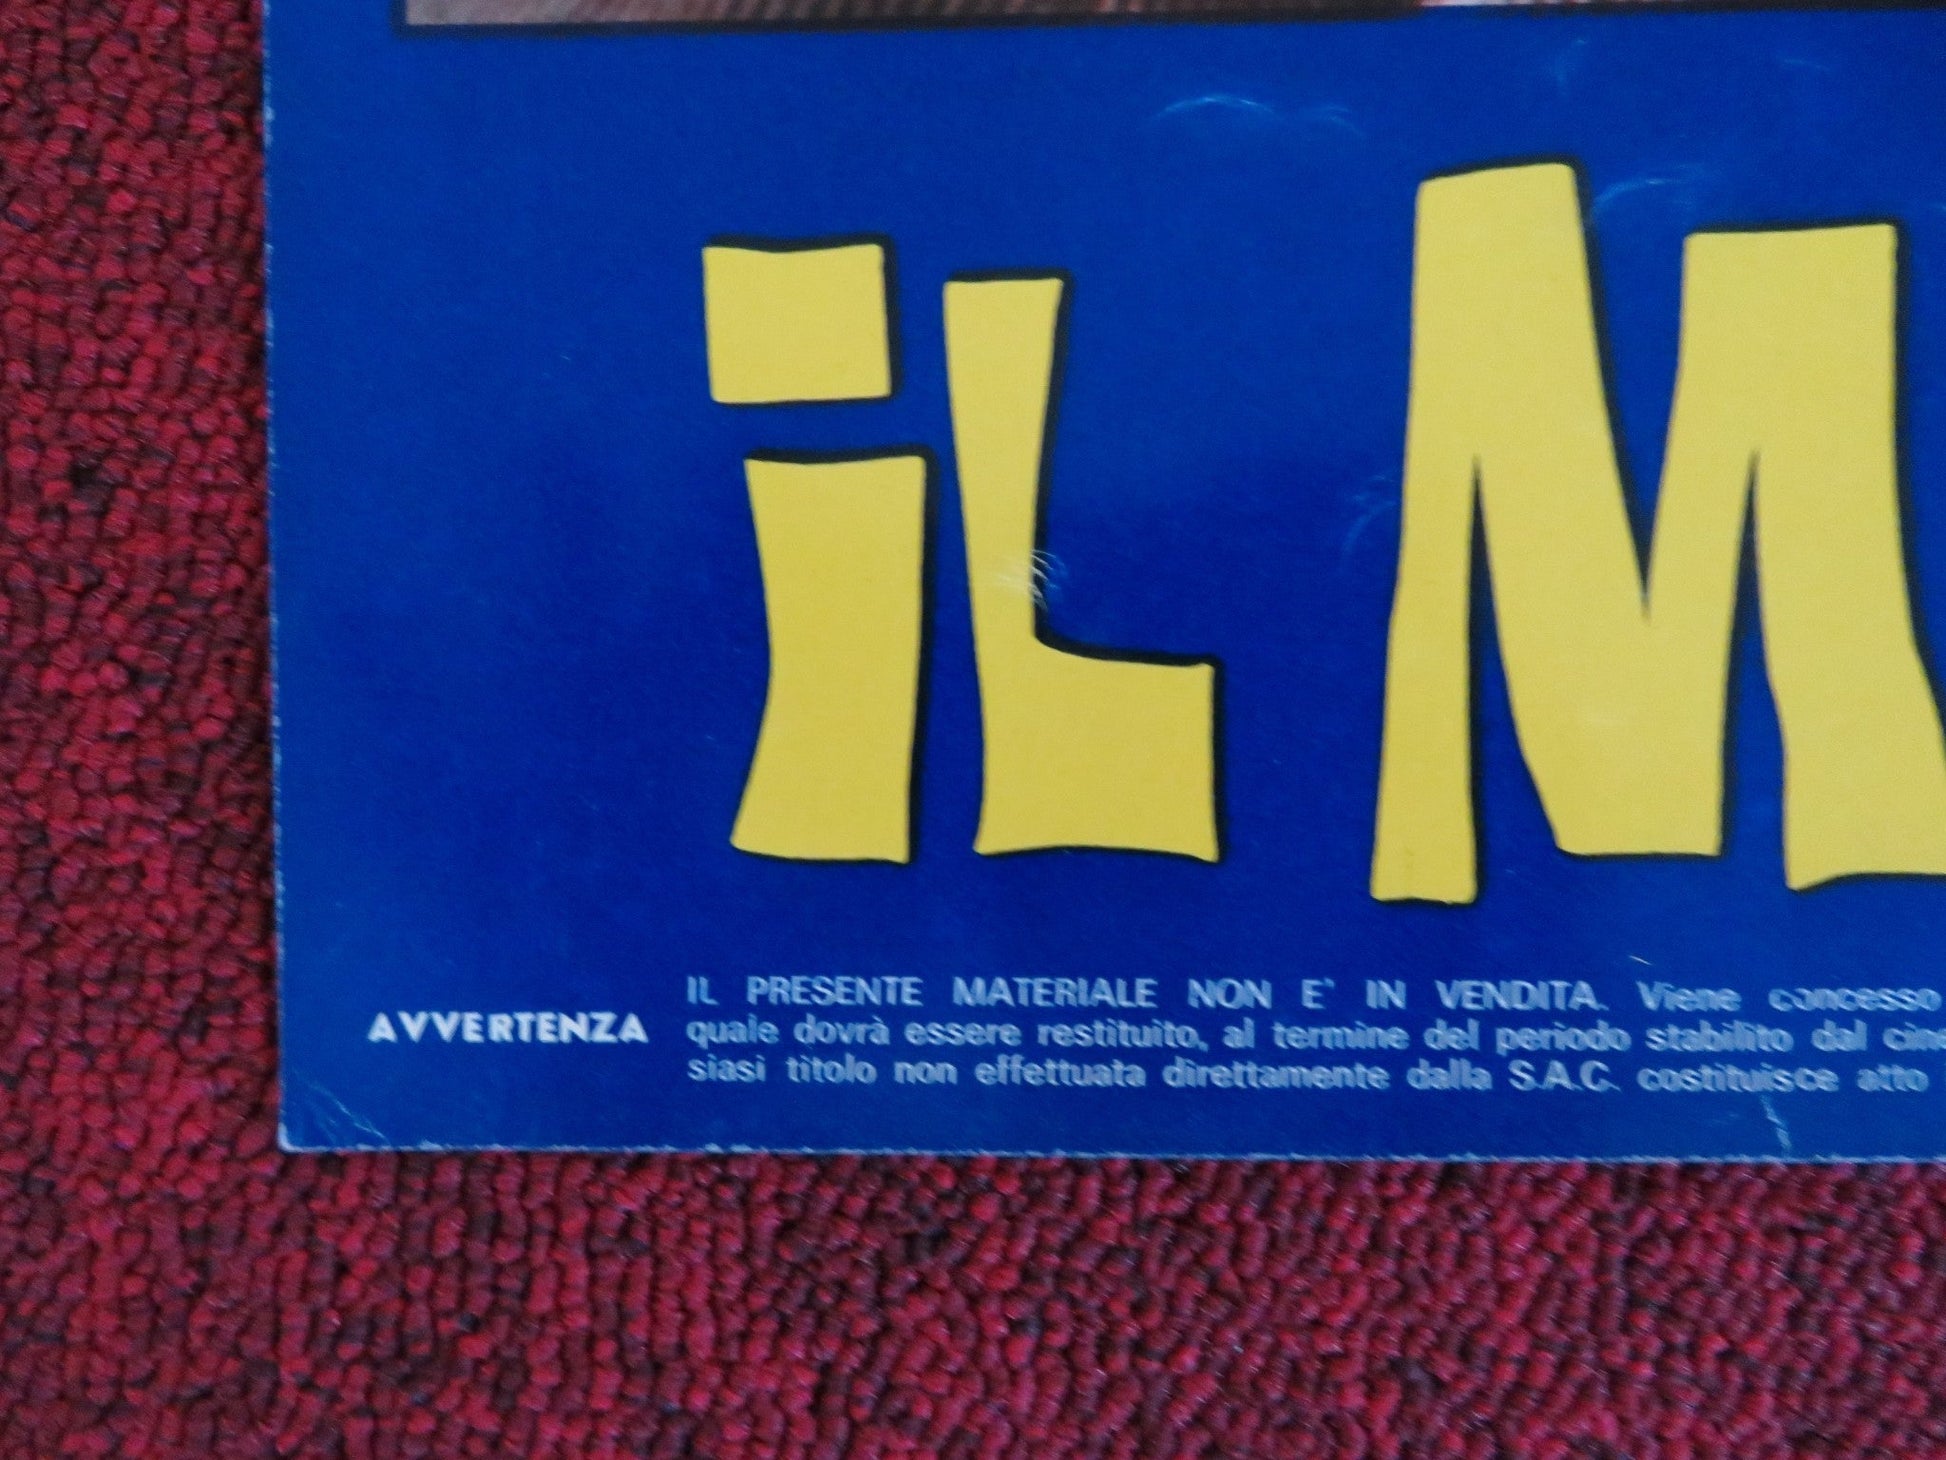 iL M
AVVERTENZA
IL PRESENTE MATERIALE NON E' IN VENDITA. Viene concesso
quale dovrà essere restituito, al termine del periodo stabilito dal cine
siasi titolo non effettuata direttamente dalla S.A.C. costituisce atto